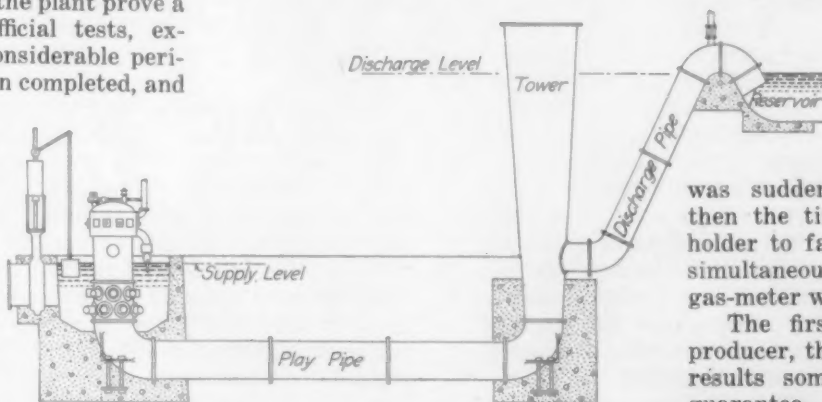 the plant prove a
fficial tests, ex-
onsiderable peri-
n completed, and
Discharge Level
Tower
Reservoir
Discharge Pipe
Supply Level
Play Pipe
was sudden
then the ti
holder to fa
simultaneou
gas-meter w
The firs
producer, th
results som